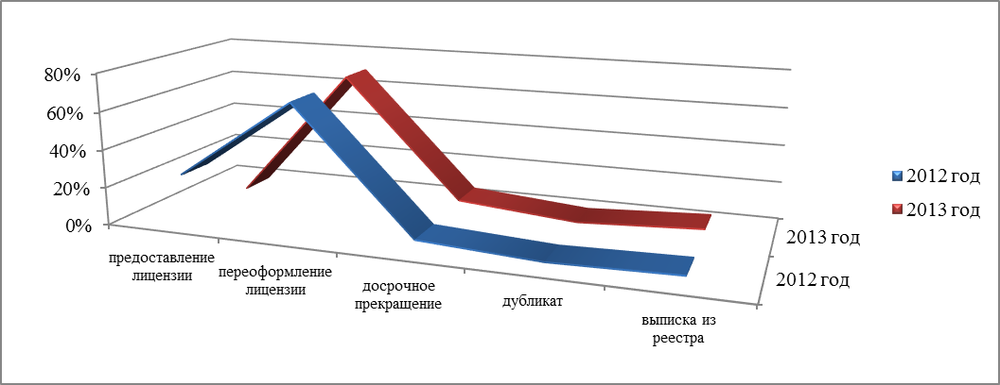 80%
60%
40%
20%
0%
предоставление
лицензии
переоформление
лицензии
досрочное
прекращение
дубликат
выписка из
реестра
2013 год
2012 год
2012 год
2013 год